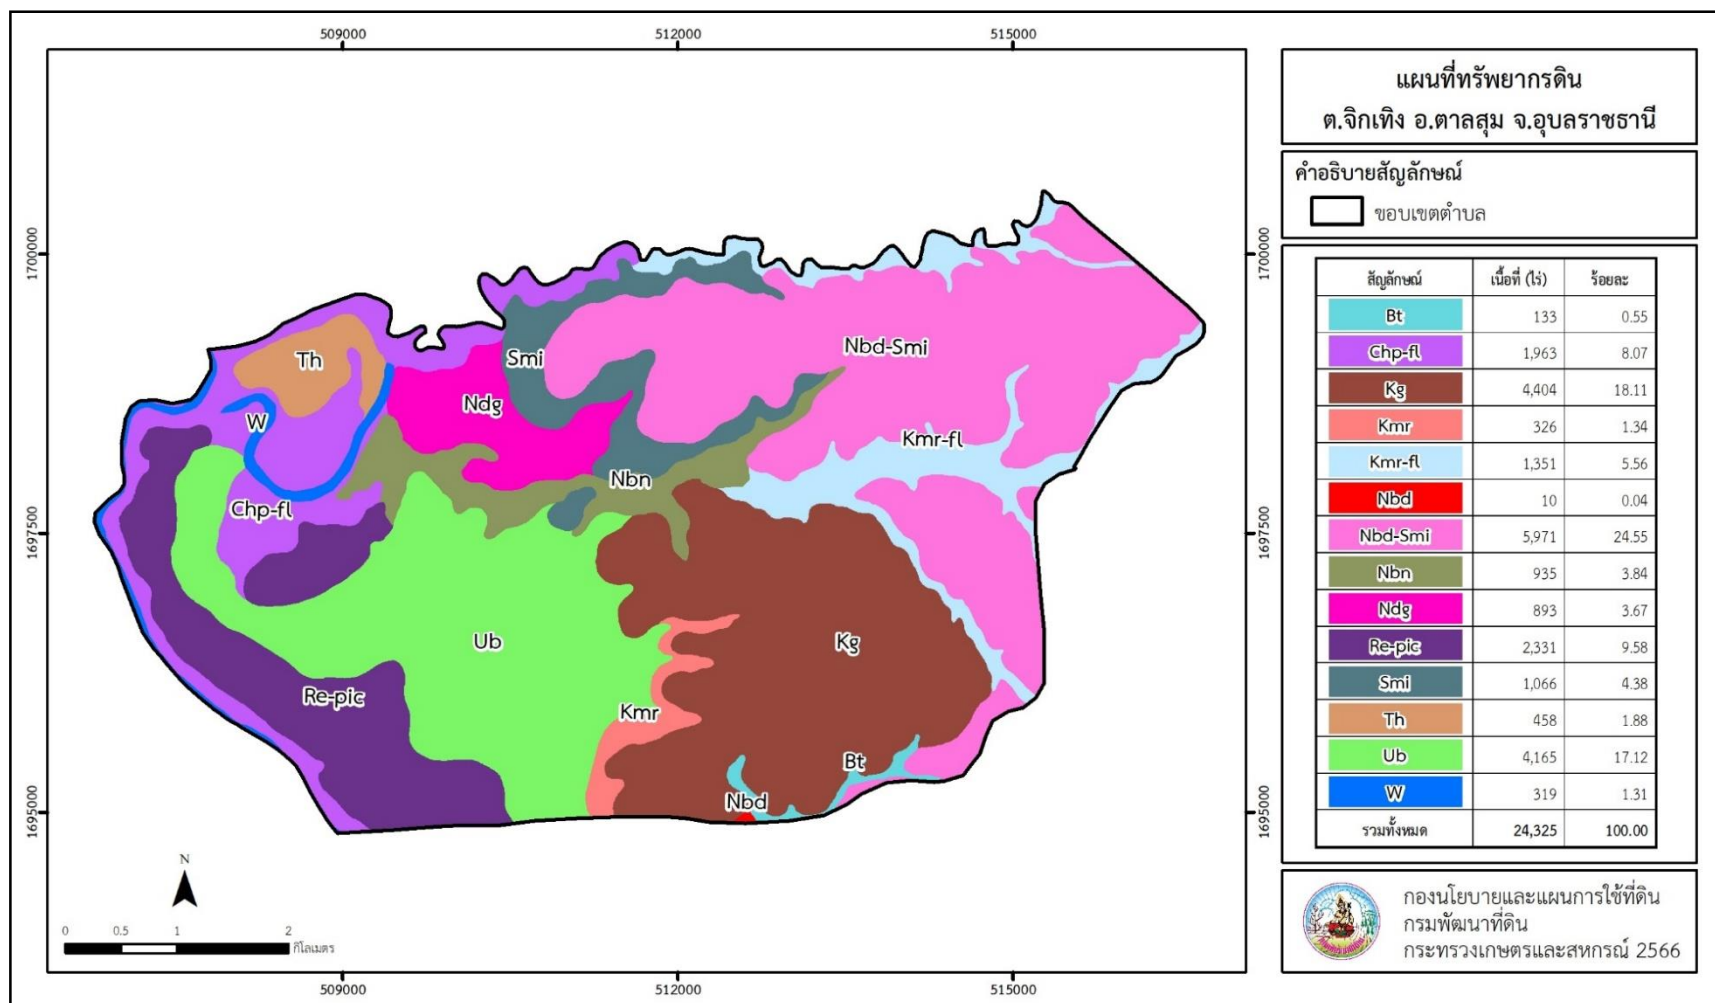 509000
512000
515000
1700000
1700000
1697500
1697500
1695000
1695000
Th
W
Chp-fl
Ndg
Smi
Nbd-Smi
Kmr-fl
Nbn
Ub
Kg
Re-pic
Kmr
Bt
Nbd
N
0 0.5 1 2
กิโลเมตร
509000
512000
515000
แผนที่ทรัพยากรดิน
ต.จิกเทิง อ.ตาลสุม จ.อุบลราชธานี
คำอธิบายสัญลักษณ์
ขอบเขตตำบล
สัญลักษณ์ เนื้อที่ (ไร่) ร้อยละ
Bt 133 0.55
Chp-fl 1,963 8.07
Kg 4,404 18.11
Kmr 326 1.34
Kmr-fl 1,351 5.56
Nbd 10 0.04
Nbd-Smi 5,971 24.55
Nbn 935 3.84
Ndg 893 3.67
Re-pic 2,331 9.58
Smi 1,066 4.38
Th 458 1.88
Ub 4,165 17.12
W 319 1.31
รวมทั้งหมด 24,325 100.00
กองนโยบายและแผนการใช้ที่ดิน
กรมพัฒนาที่ดิน
กระทรวงเกษตรและสหกรณ์ 2566